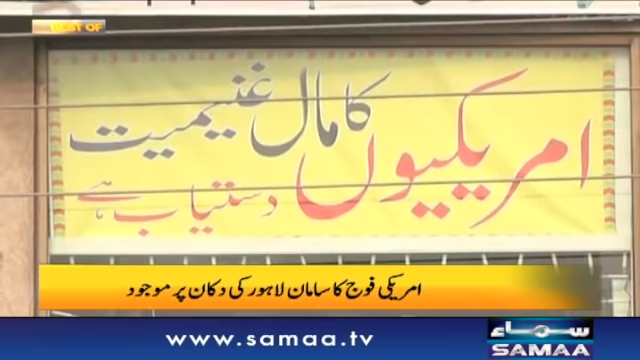 BEST OF
امریکیوں کا مال غنیمیت
دستیاب ہے
امریکی فوج کا سامان لاہور کی دکان پر موجود
www.samaa.tv
سماء
SAMAA